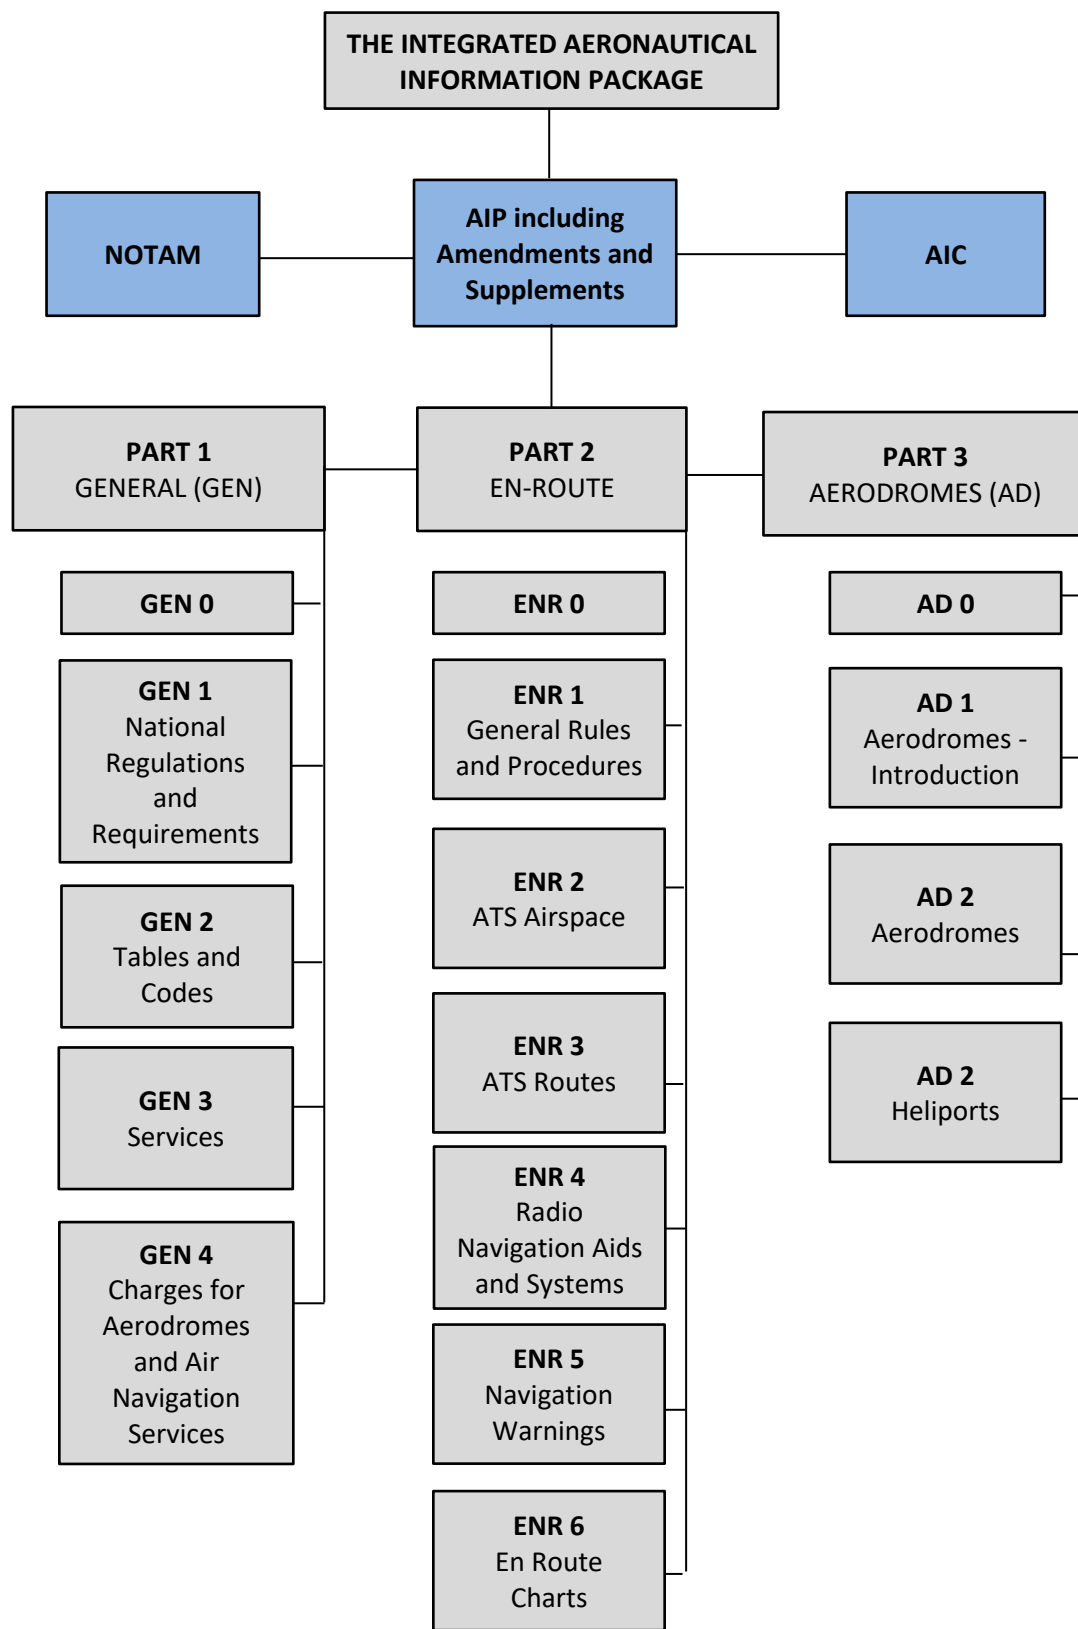 THE INTEGRATED AERONAUTICAL
INFORMATION PACKAGE
NOTAM
AIP including
Amendments and
Supplements
AIC
PART 1
GENERAL (GEN)
PART 2
EN-ROUTE
PART 3
AERODROMES (AD)
GEN 0
GEN 1
National
Regulations
and
Requirements
GEN 2
Tables and
Codes
GEN 3
Services
GEN 4
Charges for
Aerodromes
and Air
Navigation
Services
ENR 0
ENR 1
General Rules
and Procedures
ENR 2
ATS Airspace
ENR 3
ATS Routes
ENR 4
Radio
Navigation Aids
and Systems
ENR 5
Navigation
Warnings
ENR 6
En Route
Charts
AD 0
AD 1
Aerodromes -
Introduction
AD 2
Aerodromes
AD 2
Heliports